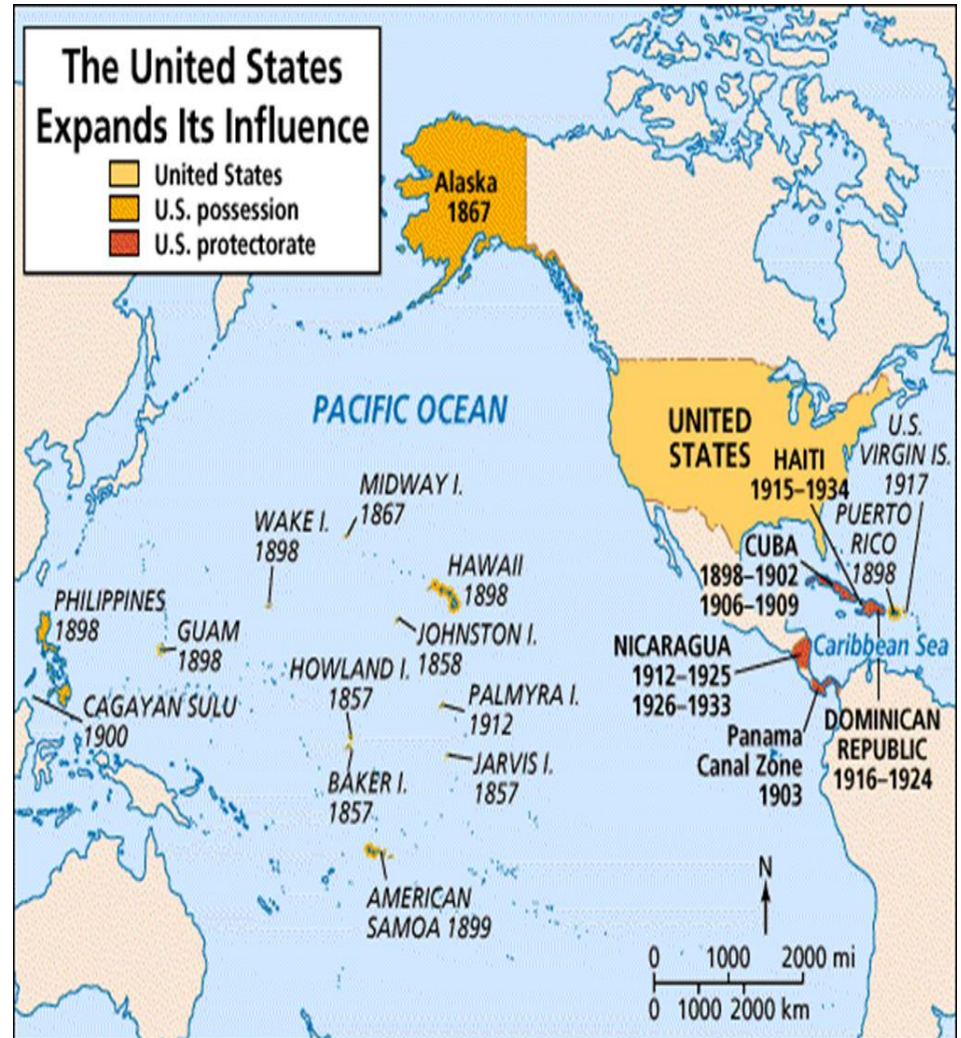 The United States
Expands Its Influence
United States
U.S. possession
U.S. protectorate
Alaska
1867
PACIFIC OCEAN
UNITED
STATES
HAITI
1915–1934
U.S.
VIRGIN IS.
1917
PUERTO
RICO
1898
CUBA
1898–1902
1906–1909
MIDWAY I.
1867
WAKE I.
1898
HAWAII
1898
PHILIPPINES
1898
GUAM
1898
JOHNSTON I.
1858
HOWLAND I.
1857
NICARAGUA
1912–1925
1926–1933
Caribbean Sea
CAGAYAN SULU
1900
PALMYRA I.
1912
Panama
Canal Zone
1903
DOMINICAN
REPUBLIC
1916–1924
BAKER I.
1857
JARVIS I.
1857
AMERICAN
SAMOA 1899
N
0 1000 2000 mi
0 1000 2000 km